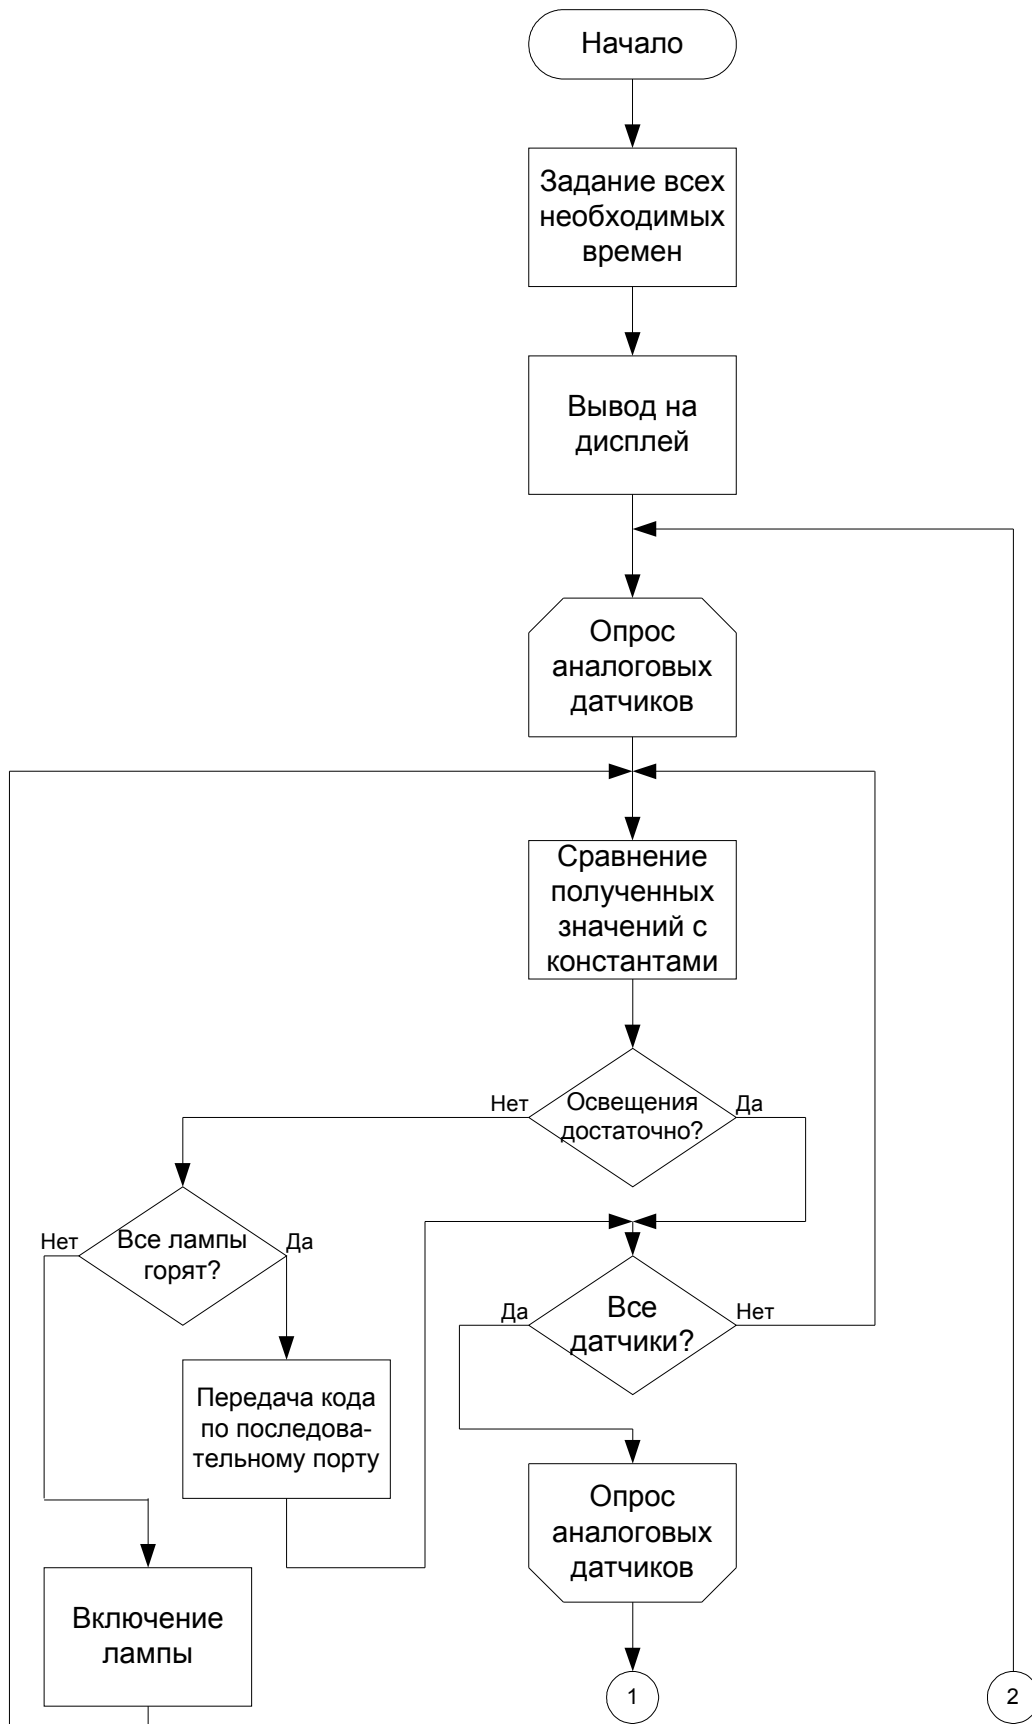 Начало
Задание всех
необходимых
времен
Вывод на
дисплей
Опрос
аналоговых
датчиков
Сравнение
полученных
значений с
константами
Нет
Освещения
достаточно?
Да
Нет
Все лампы
горят?
Да
Да
Все
датчики?
Нет
Передача кода
по последова-
тельному порту
Опрос
аналоговых
датчиков
Включение
лампы
1
2